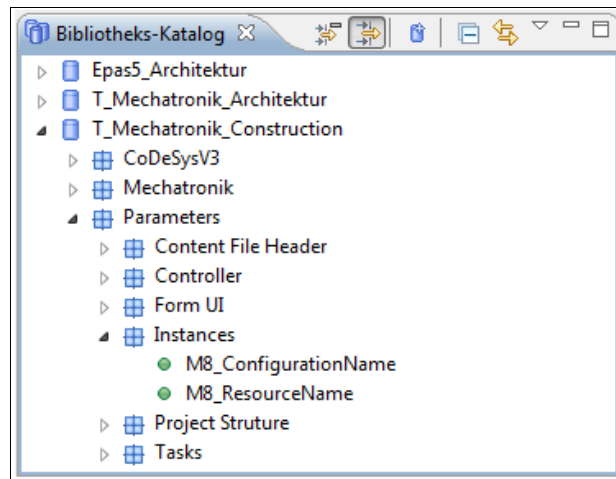 Bibliotheks-Katalog
Epas5_Architektur
T_Mechatronik_Architektur
T_Mechatronik_Construction
CoDeSysV3
Mechatronik
Parameters
Content File Header
Controller
Form UI
Instances
M8_ConfigurationName
M8_ResourceName
Project Struture
Tasks